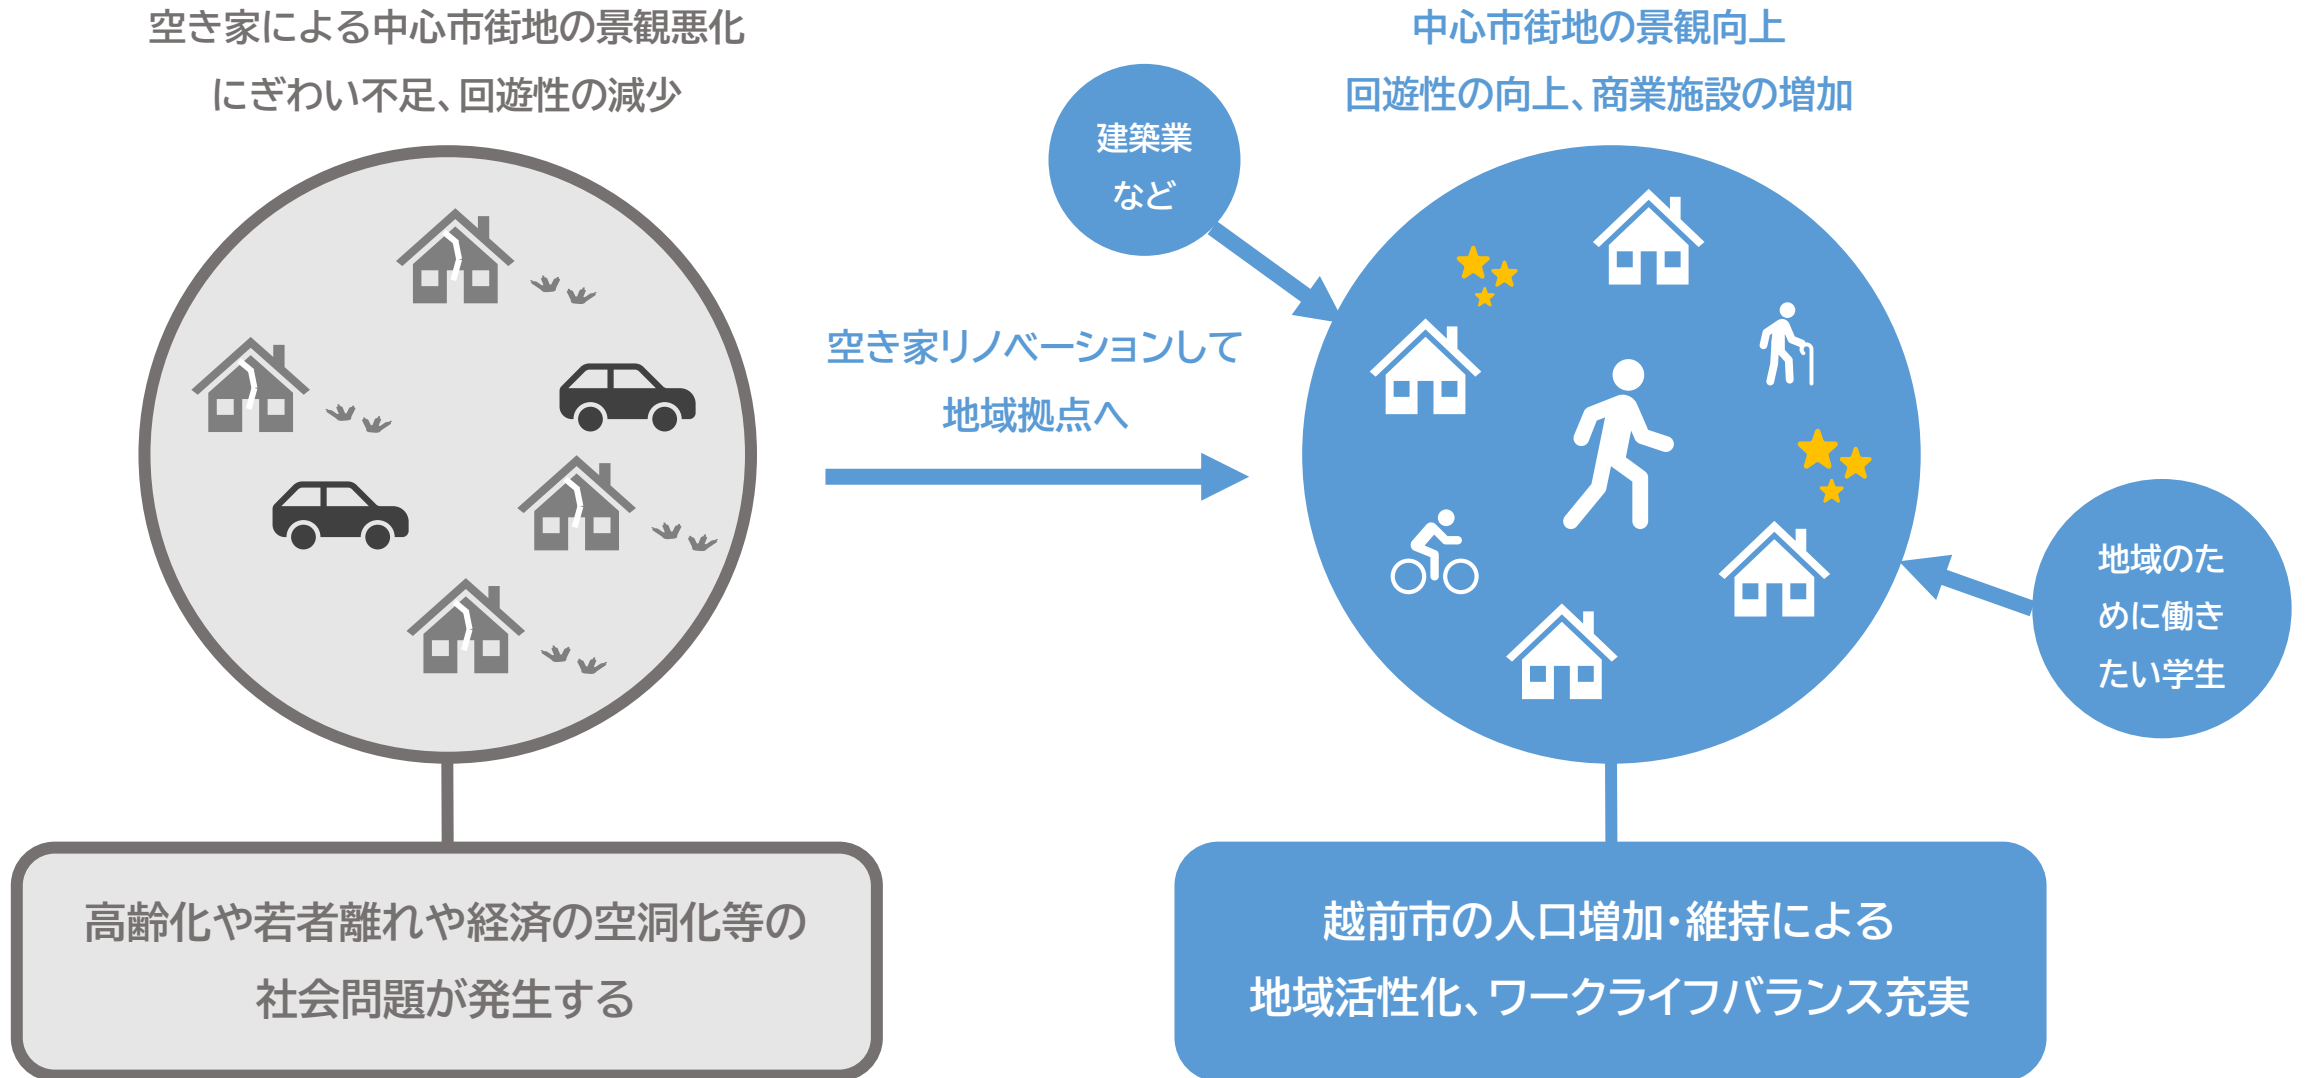 空き家による中心市街地の景観悪化
にぎわい不足、回遊性の減少
高齢化や若者離れや経済の空洞化等の
社会問題が発生する
空き家リノベーションして
地域拠点へ
建築業
など
中心市街地の景観向上
回遊性の向上、商業施設の増加
地域のた
めに働き
たい学生
越前市の人口増加・維持による
地域活性化、ワークライフバランス充実